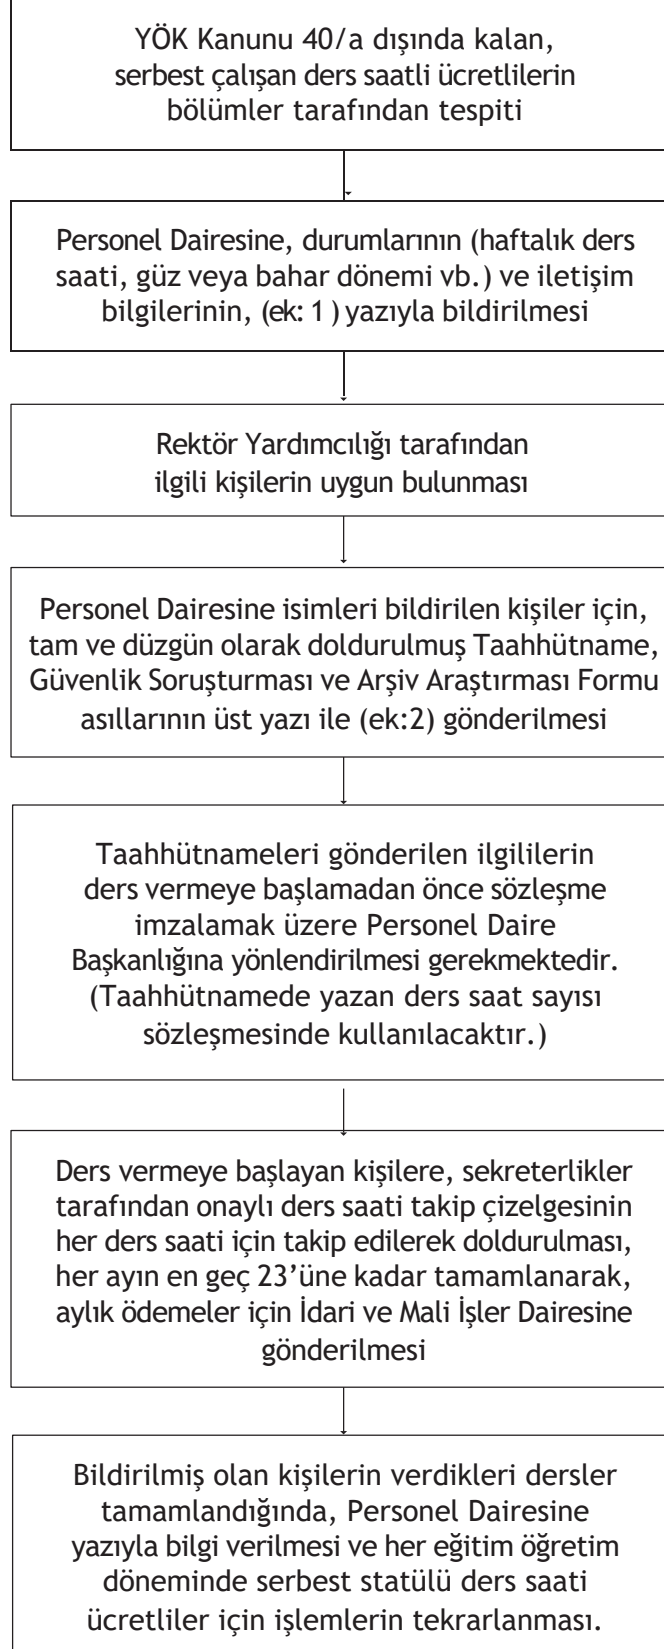 YÖK Kanunu 40/a dışında kalan,
serbest çalışan ders saatli ücretlilerin
bölümler tarafından tespiti
Personel Dairesine, durumlarının (haftalık ders
saati, güz veya bahar dönemi vb.) ve iletişim
bilgilerinin, (ek: 1 ) yazıyla bildirilmesi
Rektör Yardımcılığı tarafından
ilgili kişilerin uygun bulunması
Personel Dairesine isimleri bildirilen kişiler için,
tam ve düzgün olarak doldurulmuş Taahhütname,
Güvenlik Soruşturması ve Arşiv Araştırması Formu
asıllarının üst yazı ile (ek:2) gönderilmesi
Taahhütnameleri gönderilen ilgililerin
ders vermeye başlamadan önce sözleşme
imzalamak üzere Personel Daire
Başkanlığına yönlendirilmesi gerekmektedir.
(Taahhütnamede yazan ders saat sayısı
sözleşmesinde kullanılacaktır.)
Ders vermeye başlayan kişilere, sekreterlikler
tarafından onaylı ders saati takip çizelgesinin
her ders saati için takip edilerek doldurulması,
her ayın en geç 23’üne kadar tamamlanarak,
aylık ödemeler için İdari ve Mali İşler Dairesine
gönderilmesi
Bildirilmiş olan kişilerin verdikleri dersler
tamamlandığında, Personel Dairesine
yazıyla bilgi verilmesi ve her eğitim öğretim
döneminde serbest statülü ders saati
ücretliler için işlemlerin tekrarlanması.